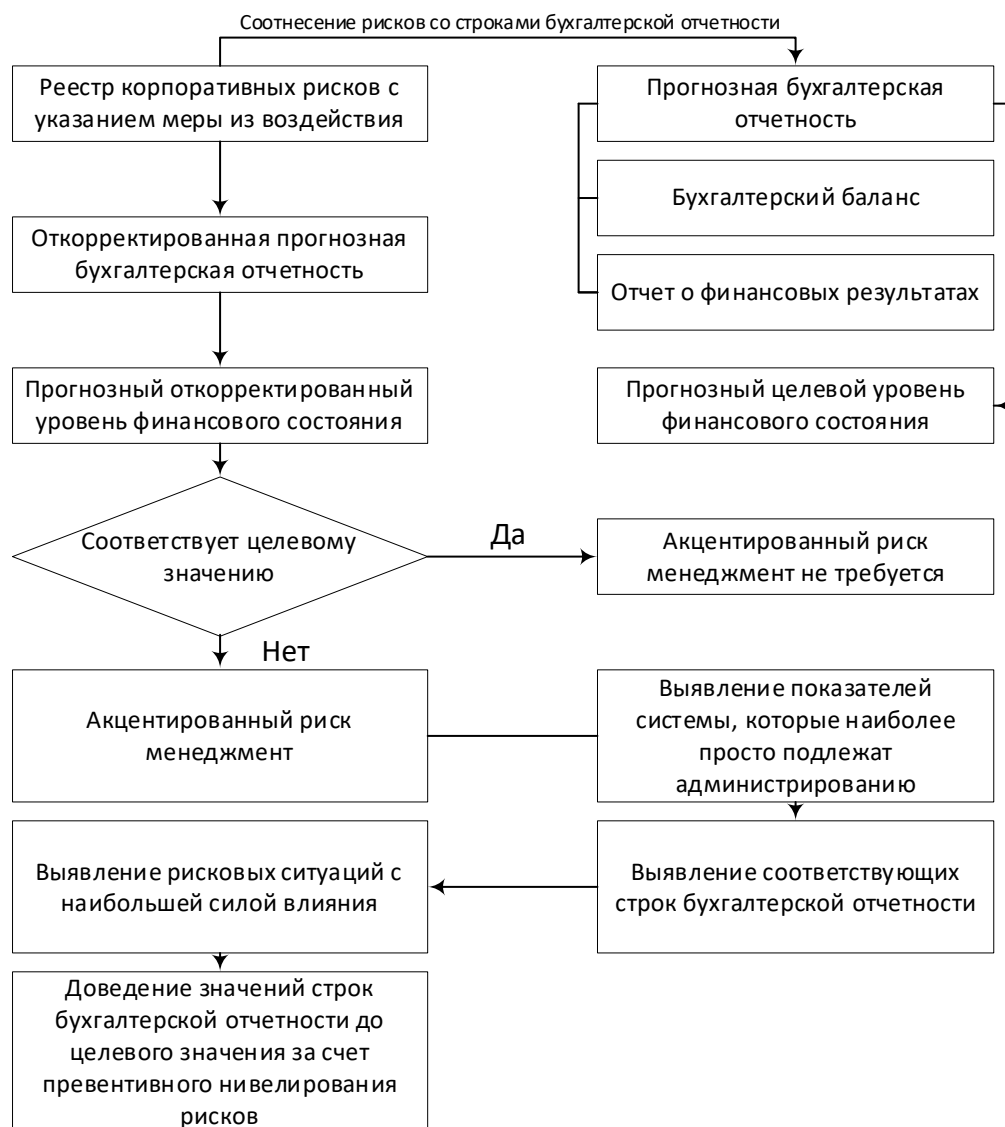 Соотнесение рисков со строками бухгалтерской отчетности
Реестр корпоративных рисков с
указанием меры из воздействия
Прогнозная бухгалтерская
отчетность
Бухгалтерский баланс
Откорректированная прогнозная
бухгалтерская отчетность
Отчет о финансовых результатах
Прогнозный откорректированный
уровень финансового состояния
Прогнозный целевой уровень
финансового состояния
Соответствует целевому
значению
Да
Акцентированный риск
менеджмент не требуется
Нет
Акцентированный риск
менеджмент
Выявление показателей
системы, которые наиболее
просто подлежат
администрированию
Выявление соответствующих
строк бухгалтерской отчетности
Выявление рисковых ситуаций с
наибольшей силой влияния
Доведение значений строк
бухгалтерской отчетности до
целевого значения за счет
превентивного нивелирования
рисков